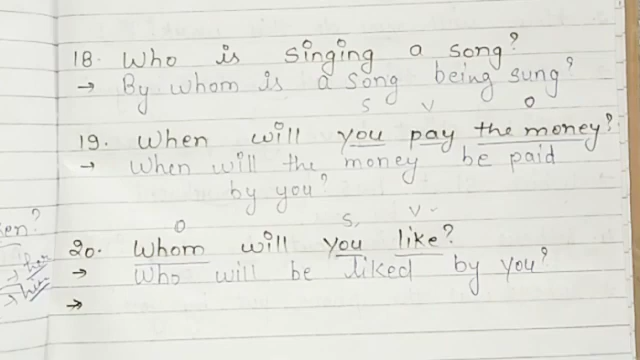 18. Who is singing a song?
→ By whom is a song being sung?
S V O
19. When will you pay the money?
→ When will the money be paid
by you?
ken?
O S, V
20. Whom will you like?
→ Who will be liked by you?
→